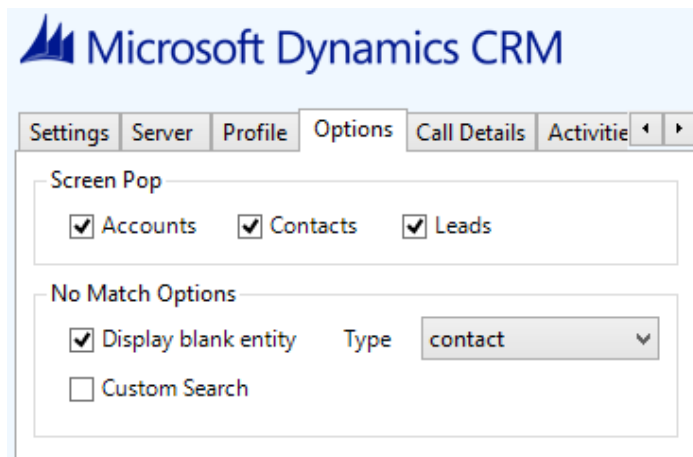 Microsoft Dynamics CRM
Settings Server Profile Options Call Details Activitie
Screen Pop
Accounts Contacts Leads
No Match Options
Display blank entity Type contact
Custom Search